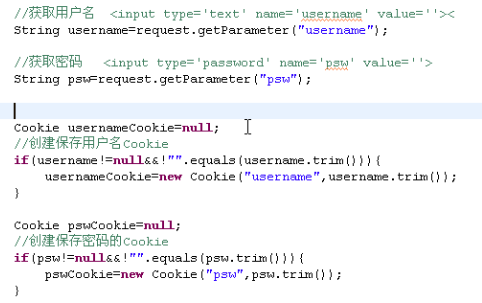 //获取用户名  <input type='text' name='username' value=''><
String username=request.getParameter("username");
//获取密码   <input type='password' name='psw' value=''>
String psw=request.getParameter("psw");
Cookie usernameCookie=null;
//创建保存用户名Cookie
if(username!=null&&!"".equals(username.trim())){
    usernameCookie=new Cookie("username",username.trim());
}
Cookie pswCookie=null;
//创建保存密码的Cookie
if(psw!=null&&!"".equals(psw.trim())){
    pswCookie=new Cookie("psw",psw.trim());
}